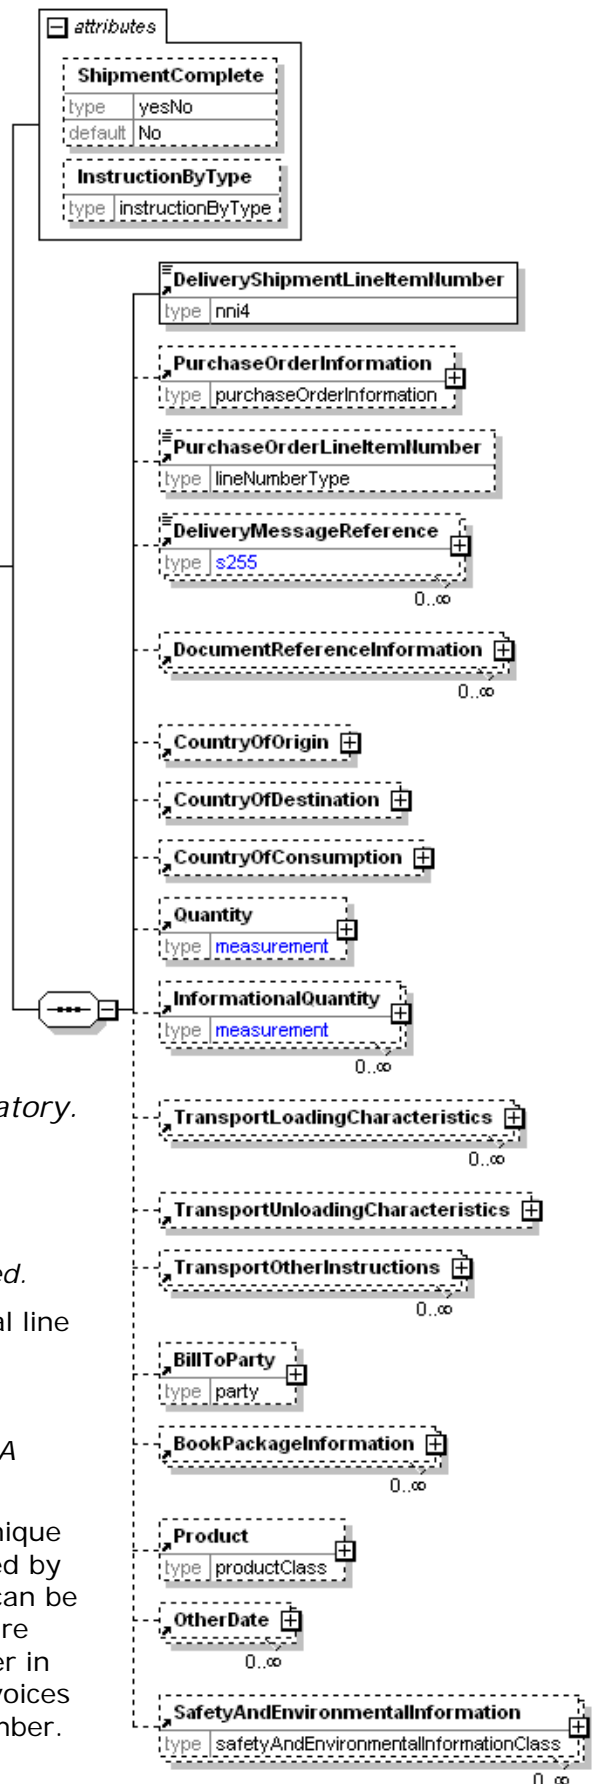 attributes
ShipmentComplete
type yesNo
default No
InstructionByType
type instructionByType
DeliveryShipmentLineItemNumber
type nni4
PurchaseOrderInformation
type purchaseOrderInformation
PurchaseOrderLineItemNumber
type lineNumberType
DeliveryMessageReference
type s255
0..∞
DocumentReferenceInformation
0..∞
CountryOfOrigin
CountryOfDestination
CountryOfConsumption
Quantity
type measurement
InformationalQuantity
type measurement
0..∞
atory.
TransportLoadingCharacteristics
0..∞
TransportUnloadingCharacteristics
ed.
TransportOtherInstructions
0..∞
al line
BillToParty
type party
A
BookPackageInformation
0..∞
nique
ed by
can be
re
er in
voices
nber.
Product
type productClass
OtherDate
0..∞
SafetyAndEnvironmentalInformation
type safetyAndEnvironmentalInformationClass
0..∞